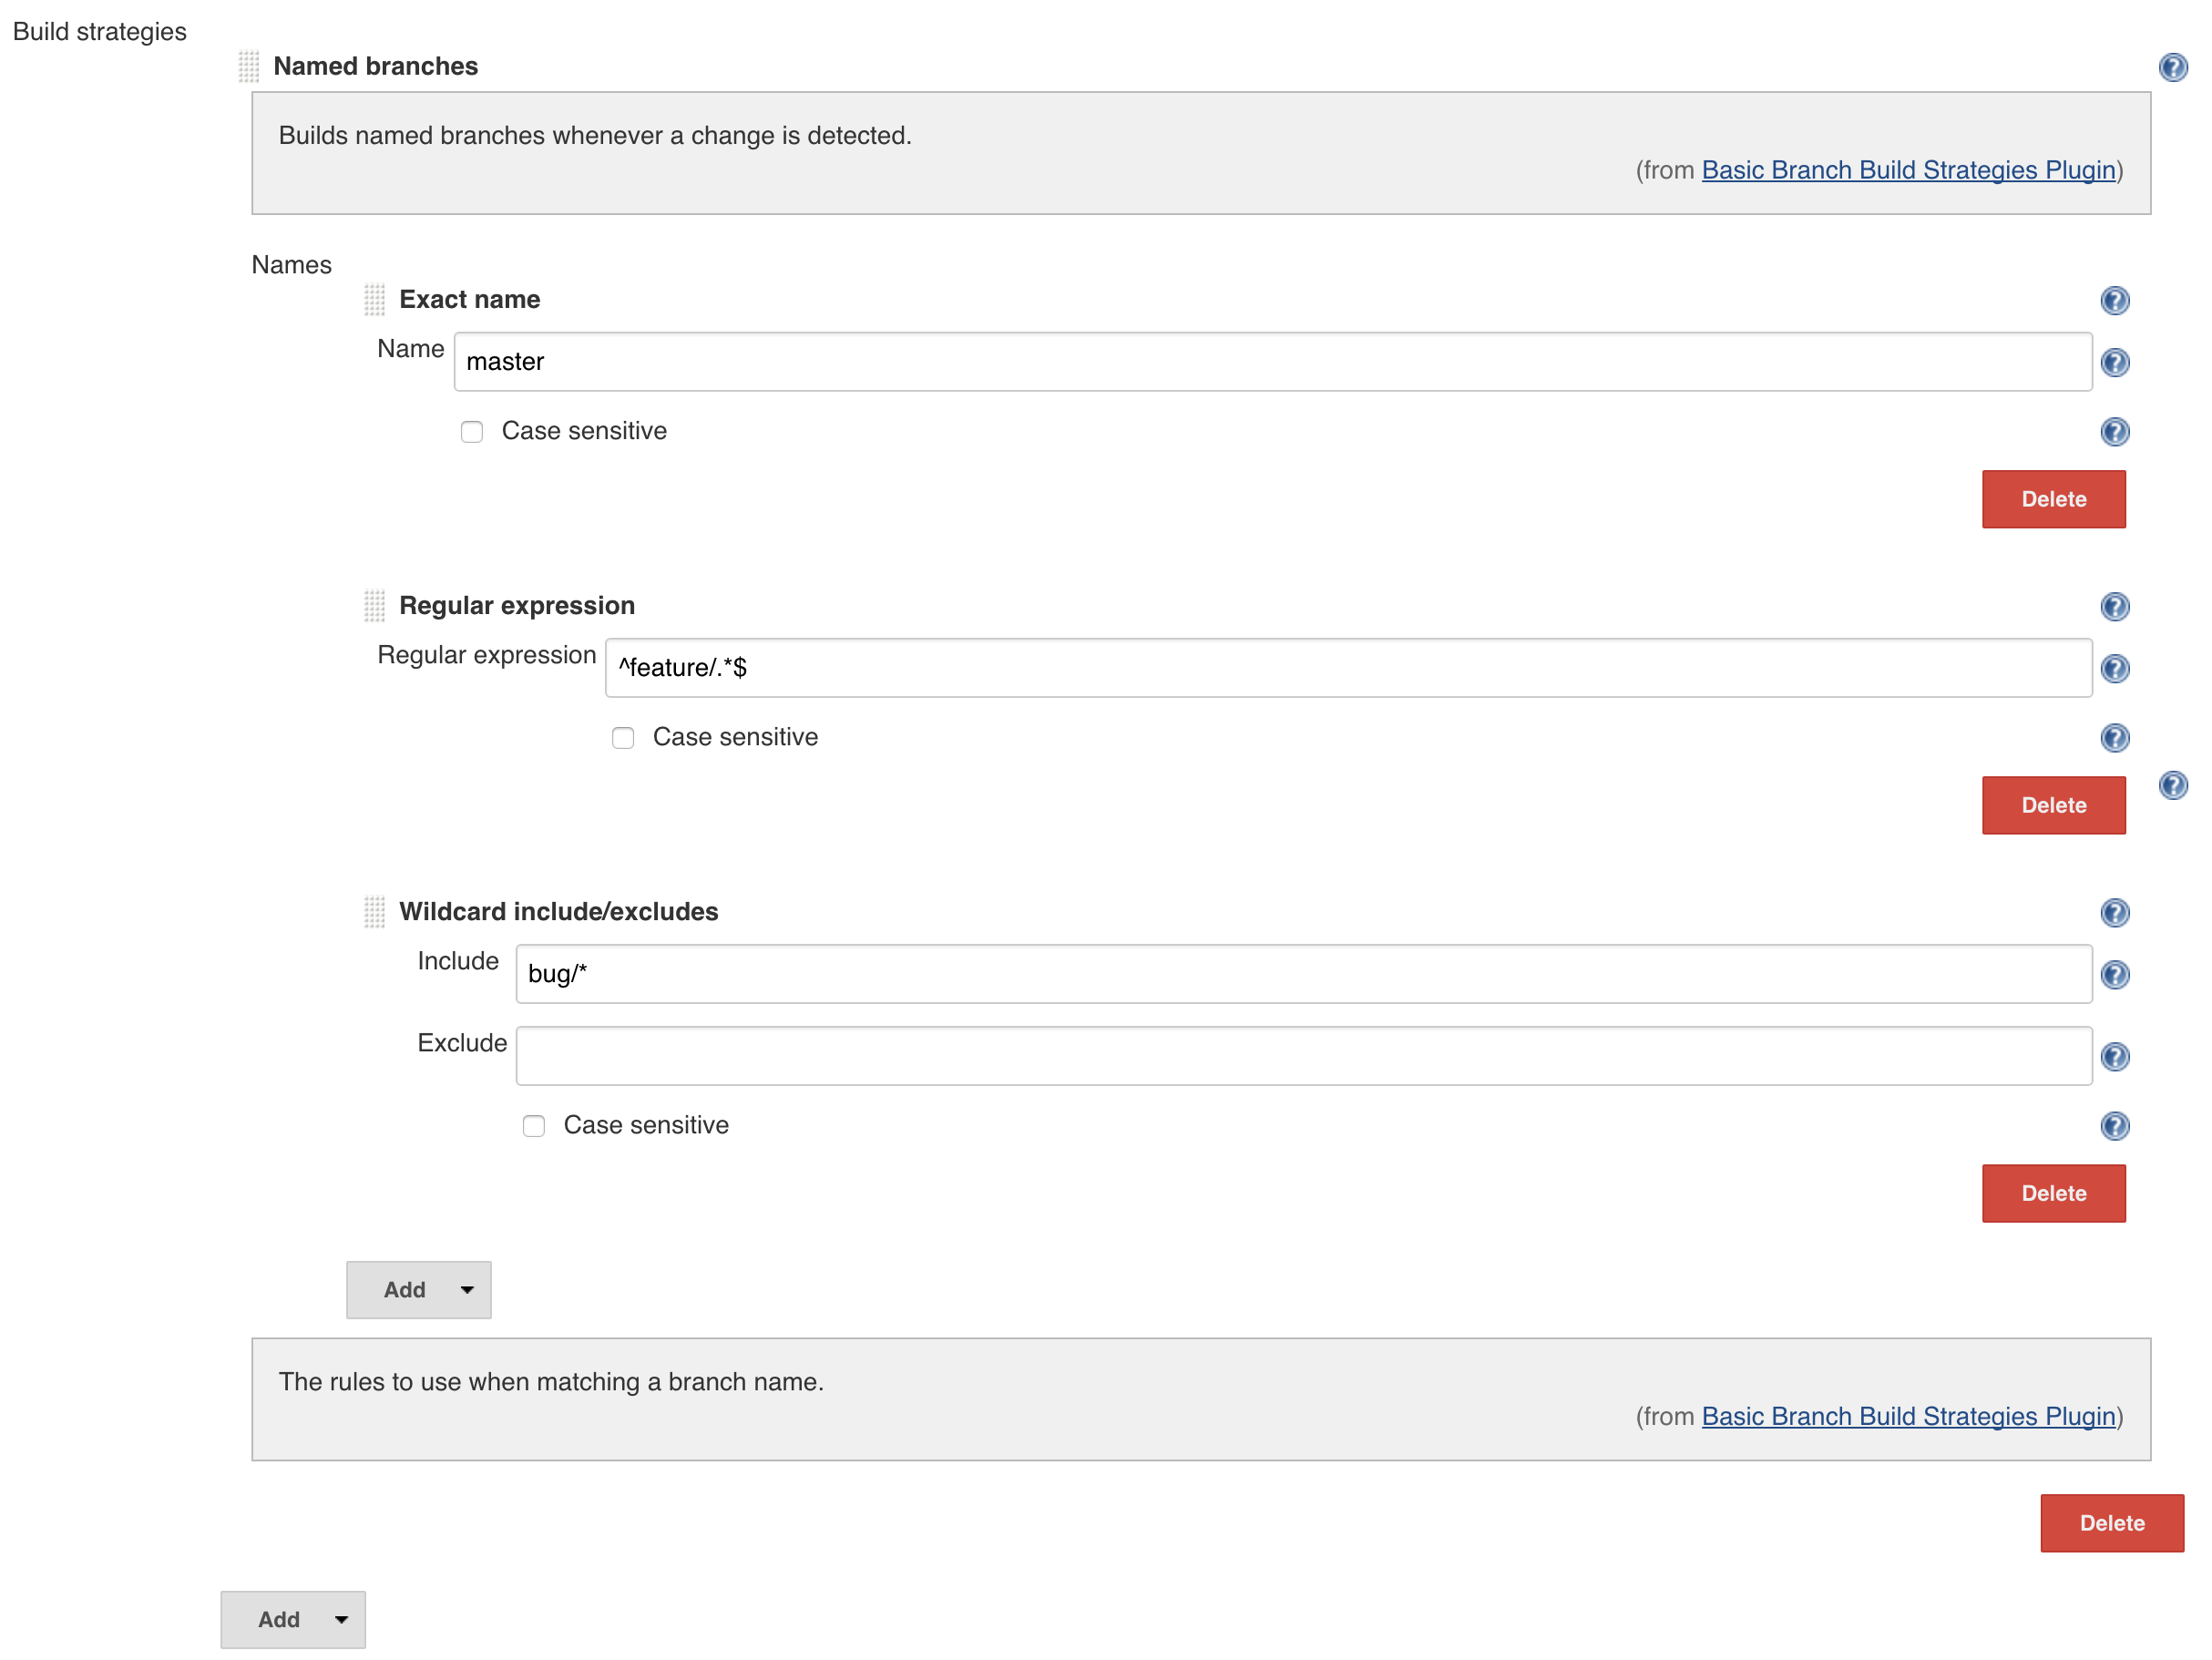 Build strategies
Named branches
Builds named branches whenever a change is detected.
(from Basic Branch Build Strategies Plugin)
Names
Exact name
Name master
Case sensitive
Delete
Regular expression
Regular expression ^feature/.*$
Case sensitive
Delete
Wildcard include/excludes
Include bug/*
Exclude
Case sensitive
Delete
Add
The rules to use when matching a branch name.
(from Basic Branch Build Strategies Plugin)
Delete
Add